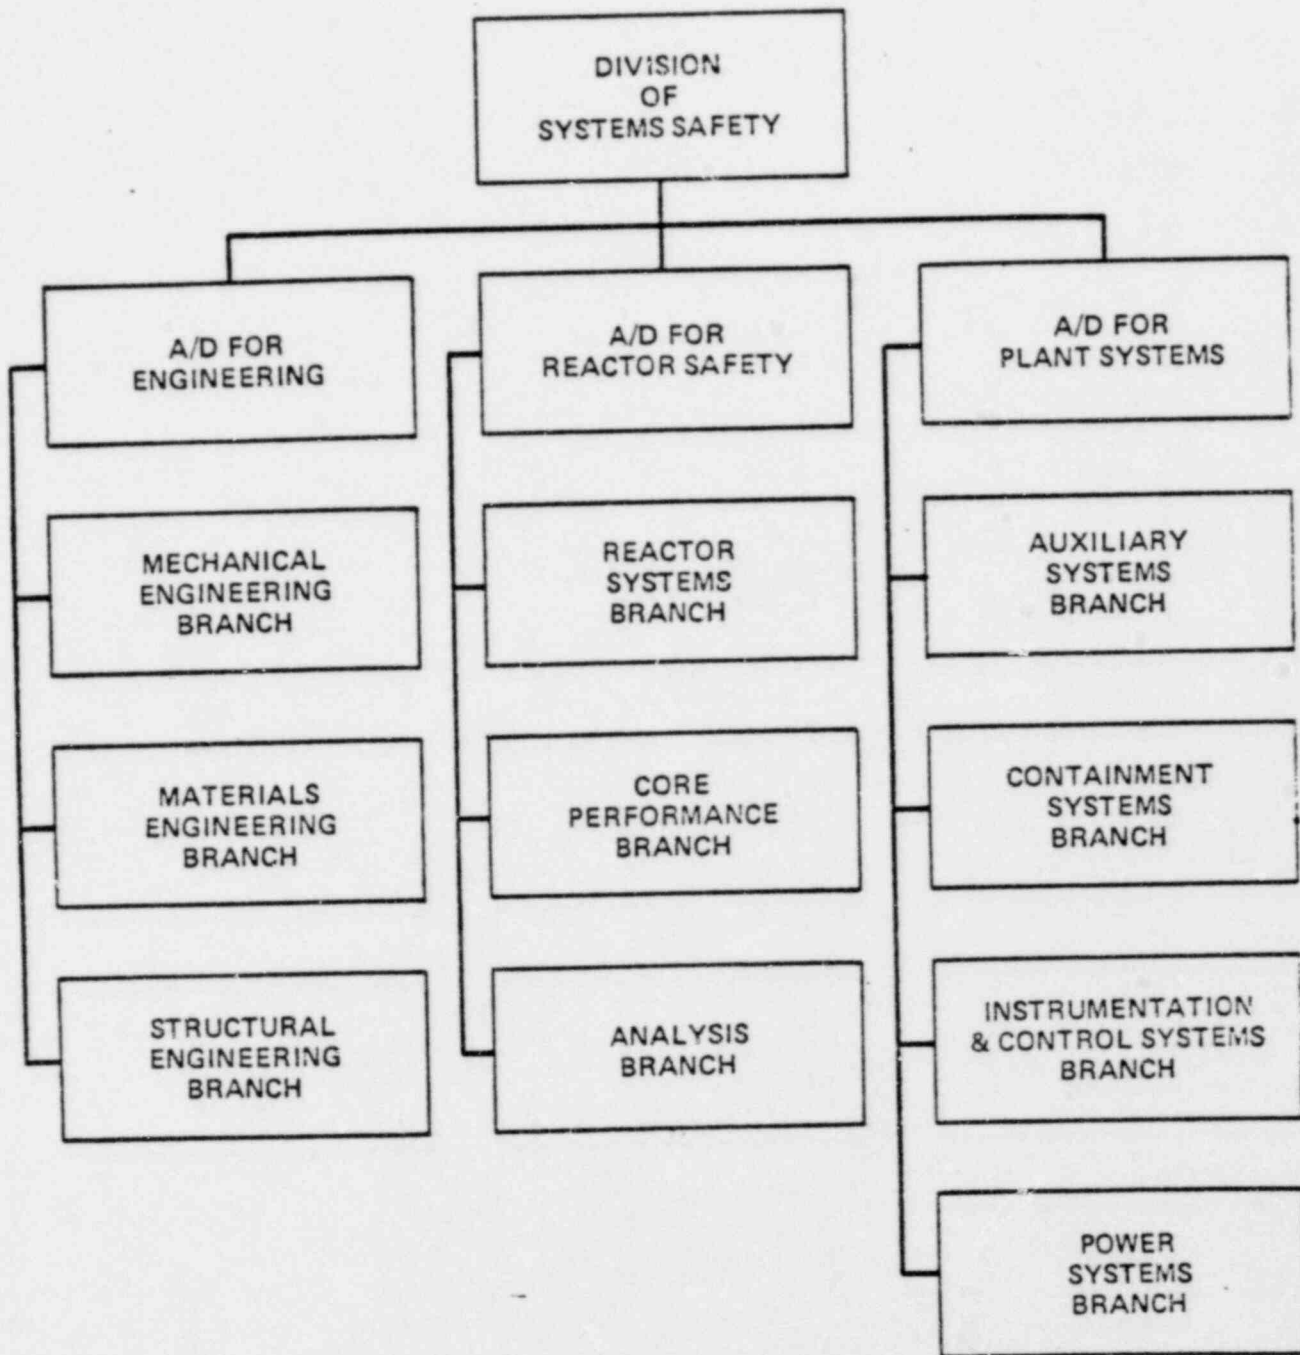 DIVISION
OF
SYSTEMS SAFETY
A/D FOR
ENGINEERING
MECHANICAL
ENGINEERING
BRANCH
MATERIALS
ENGINEERING
BRANCH
STRUCTURAL
ENGINEERING
BRANCH
A/D FOR
REACTOR SAFETY
REACTOR
SYSTEMS
BRANCH
CORE
PERFORMANCE
BRANCH
ANALYSIS
BRANCH
A/D FOR
PLANT SYSTEMS
AUXILIARY
SYSTEMS
BRANCH
CONTAINMENT
SYSTEMS
BRANCH
INSTRUMENTATION
& CONTROL SYSTEMS
BRANCH
POWER
SYSTEMS
BRANCH